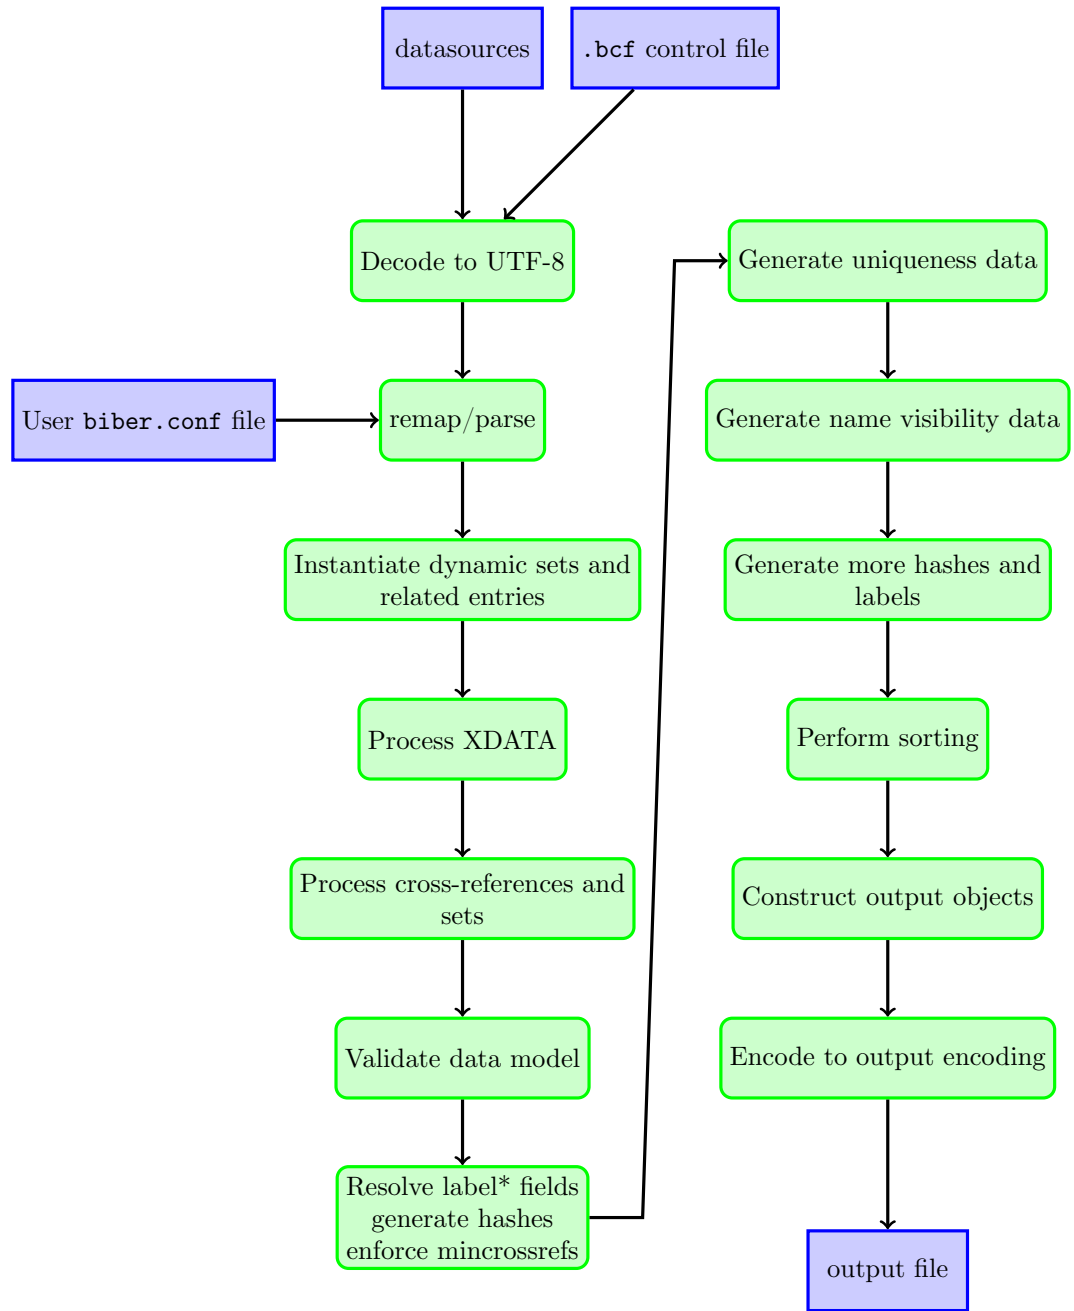 datasources
.bcf control file
Decode to UTF-8
User biber.conf file
remap/parse
Instantiate dynamic sets and
related entries
Process XDATA
Process cross-references and
sets
Validate data model
Resolve label* fields
generate hashes
enforce mincrossrefs
Generate uniqueness data
Generate name visibility data
Generate more hashes and
labels
Perform sorting
Construct output objects
Encode to output encoding
output file